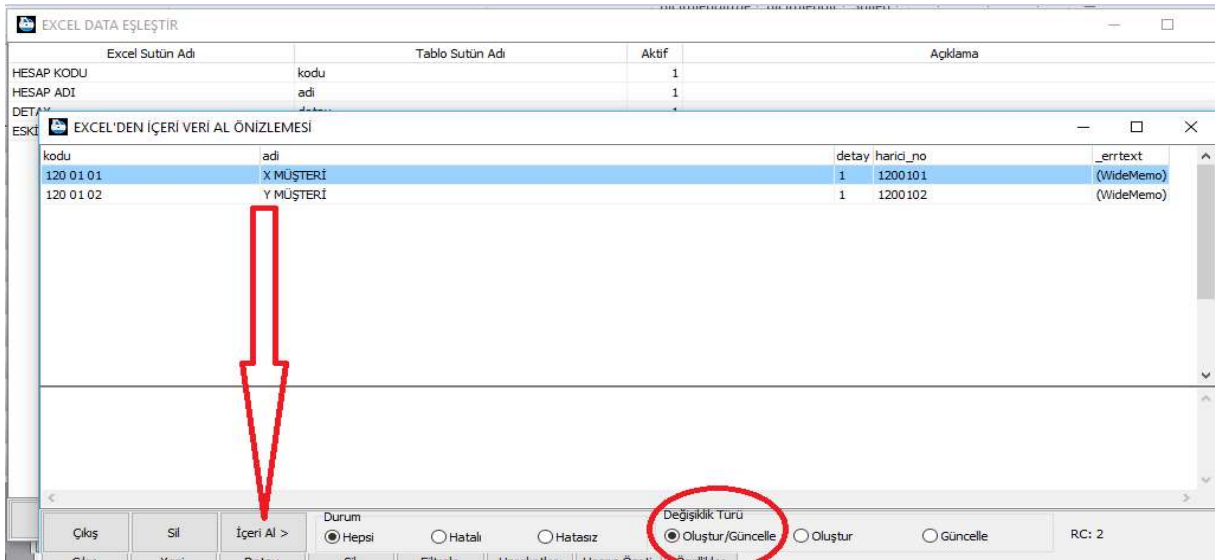 EXCEL DATA EŞLEŞTİR
Excel Sutün Adı Tablo Sutün Adı Aktif Açıklama
HESAP KODU kodu 1
HESAP ADI adi 1
EXCEL'DEN İÇERİ VERİ AL ÖNİZLEMESİ
kodu adi detay harici_no _errtext
120 01 01 X MÜŞTERİ 1 1200101 (WideMemo)
120 01 02 Y MÜŞTERİ 1 1200102 (WideMemo)
Durum Değişiklik Türü
Çıkış Sil İçeri Al > Hepsi Hatalı Hatasız Oluştur/Güncelle Oluştur Güncelle RC: 2